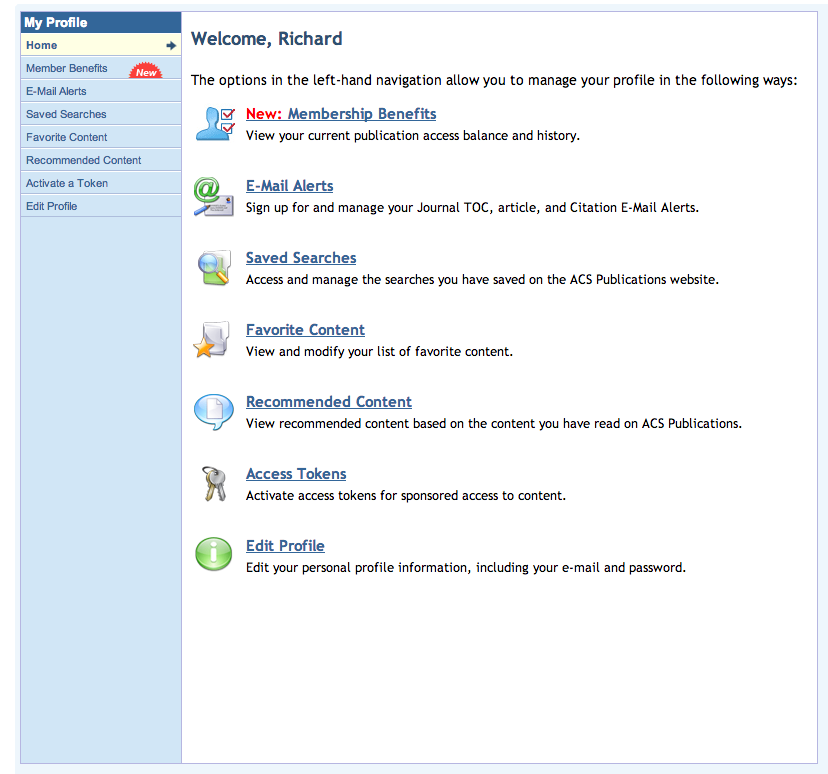 My Profile
Home
Member Benefits New
E-Mail Alerts
Saved Searches
Favorite Content
Recommended Content
Activate a Token
Edit Profile
Welcome, Richard
The options in the left-hand navigation allow you to manage your profile in the following ways:
New: Membership Benefits
View your current publication access balance and history.
E-Mail Alerts
Sign up for and manage your Journal TOC, article, and Citation E-Mail Alerts.
Saved Searches
Access and manage the searches you have saved on the ACS Publications website.
Favorite Content
View and modify your list of favorite content.
Recommended Content
View recommended content based on the content you have read on ACS Publications.
Access Tokens
Activate access tokens for sponsored access to content.
Edit Profile
Edit your personal profile information, including your e-mail and password.